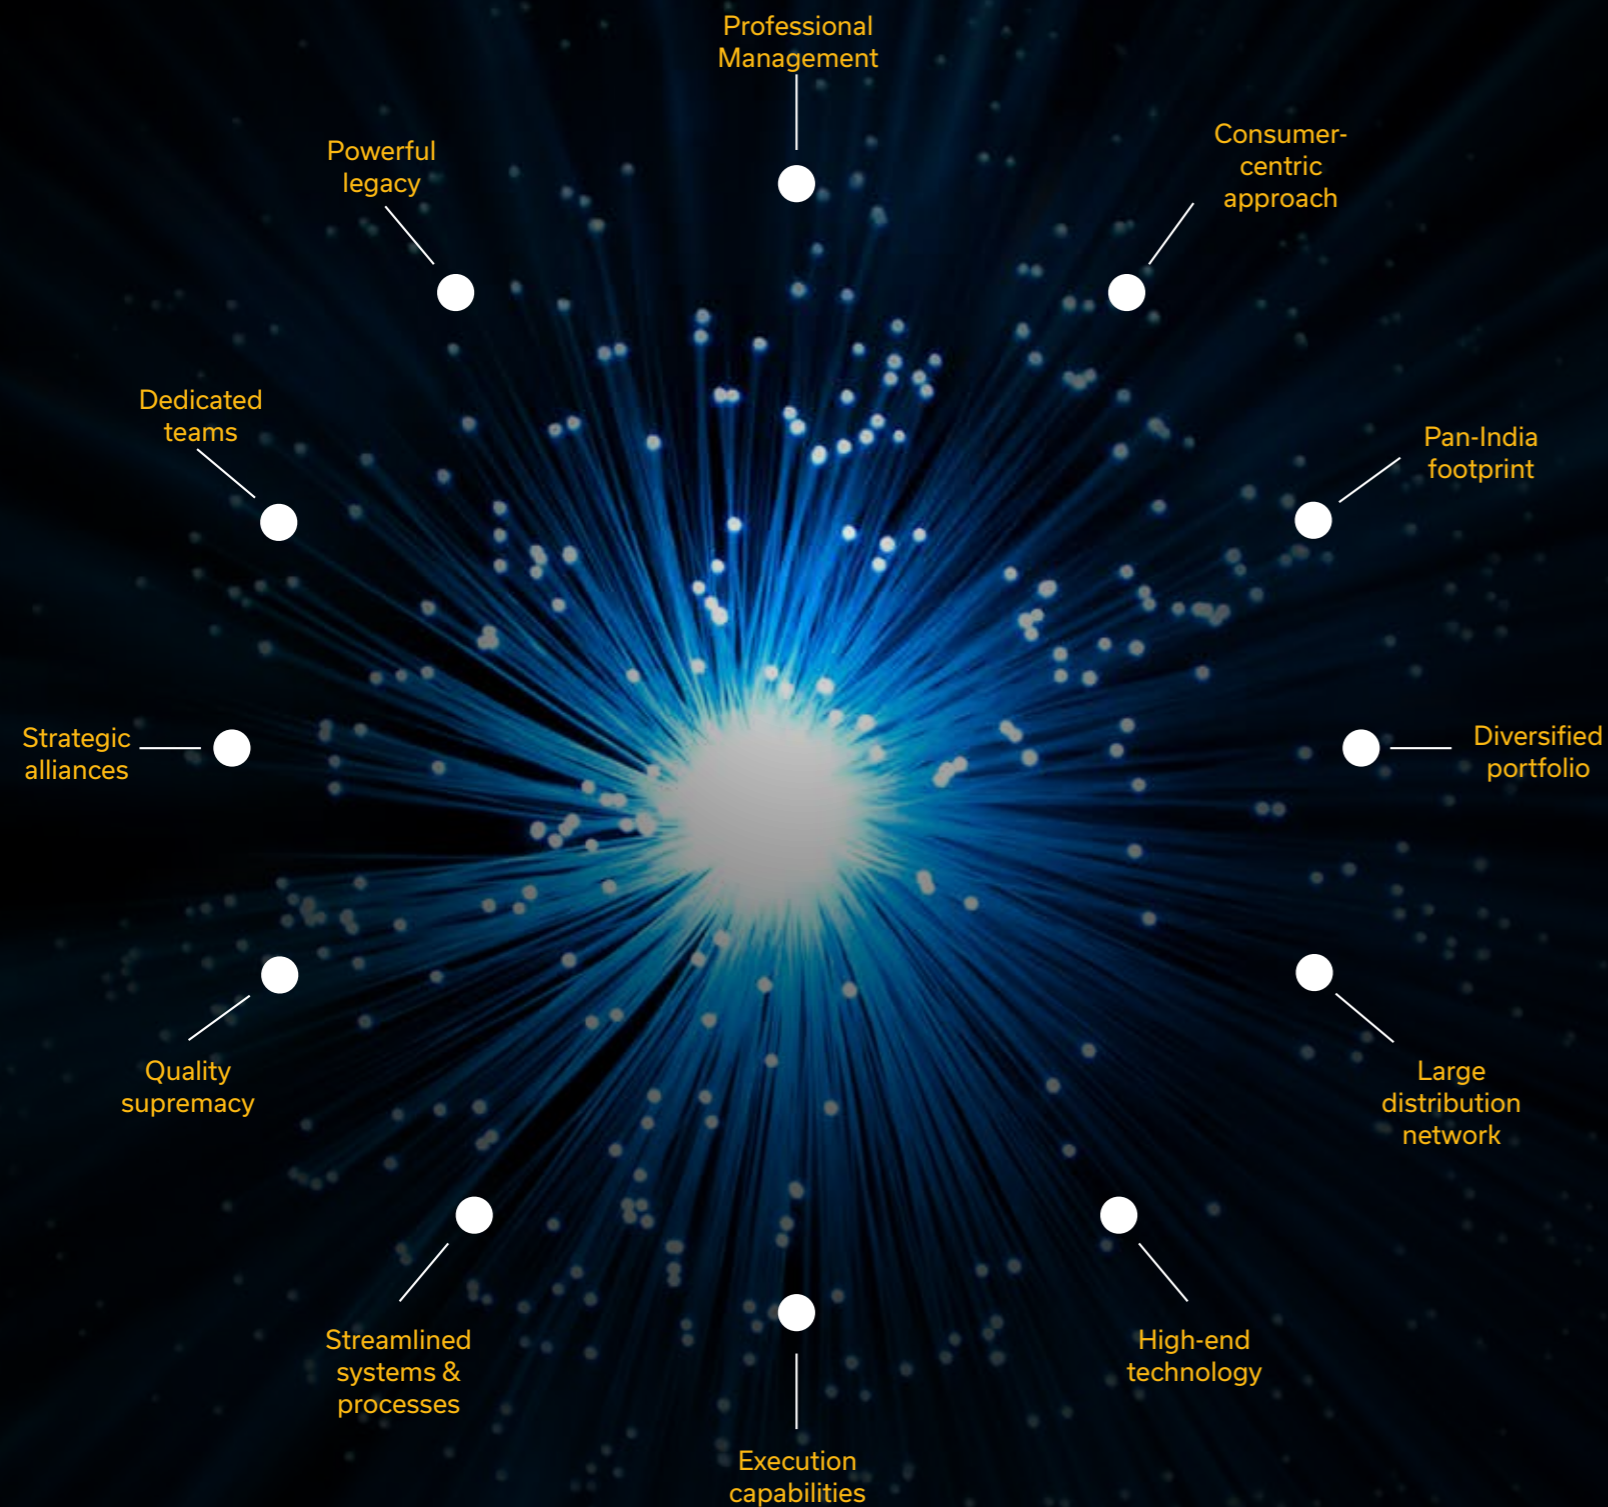 Professional
Management
Consumer-
centric
approach
Pan-India
footprint
Diversified
portfolio
Large
distribution
network
High-end
technology
Execution
capabilities
Streamlined
systems &
processes
Quality
supremacy
Strategic
alliances
Dedicated
teams
Powerful
legacy